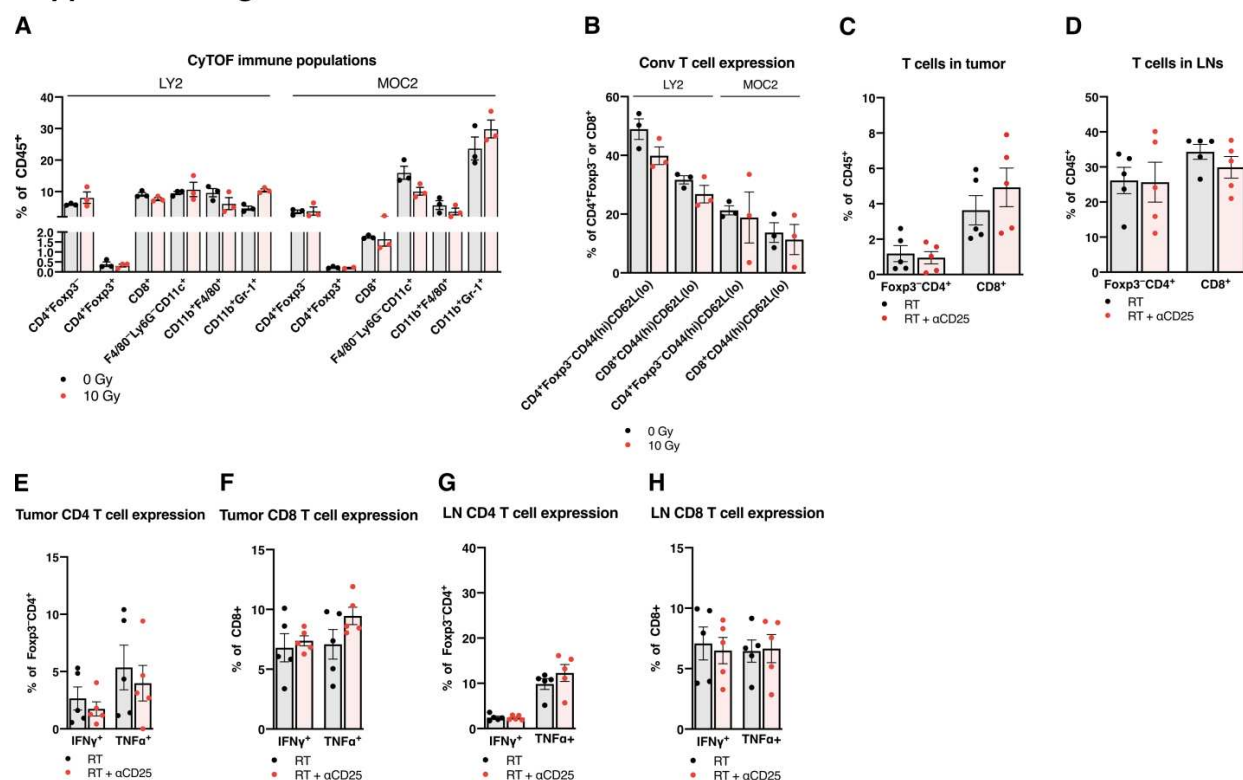 A
CyTOF immune populations
LY2
MOC2
% of CD45⁺
40
30
20
10
2.0
1.5
1.0
0.5
0.0
CD4⁺Foxp3⁻
CD4⁺Foxp3⁺
CD8⁺
F4/80⁻Ly6G⁻CD11c⁺
CD11b⁺F4/80⁺
CD11b⁺Gr-1⁺
CD4⁺Foxp3⁻
CD4⁺Foxp3⁺
CD8⁺
F4/80⁻Ly6G⁻CD11c⁺
CD11b⁺F4/80⁺
CD11b⁺Gr-1⁺
0 Gy
10 Gy
B
Conv T cell expression
LY2
MOC2
% of CD4⁺Foxp3⁻ or CD8⁺
60
40
20
0
CD4⁺Foxp3⁻CD44(hi)CD62L(lo)
CD8⁺CD44(hi)CD62L(lo)
CD4⁺Foxp3⁻CD44(hi)CD62L(lo)
CD8⁺CD44(hi)CD62L(lo)
0 Gy
10 Gy
C
T cells in tumor
% of CD45⁺
10
8
6
4
2
0
Foxp3⁻CD4⁺
CD8⁺
RT
RT + αCD25
D
T cells in LNs
% of CD45⁺
50
40
30
20
10
0
Foxp3⁻CD4⁺
CD8⁺
RT
RT + αCD25
E
Tumor CD4 T cell expression
% of Foxp3⁻CD4⁺
15
10
5
0
IFNγ⁺
TNFα⁺
RT
RT + αCD25
F
Tumor CD8 T cell expression
% of CD8+
15
10
5
0
IFNγ⁺
TNFα⁺
RT
RT + αCD25
G
LN CD4 T cell expression
% of Foxp3⁻CD4⁺
40
30
20
10
0
IFNγ⁺
TNFα+
RT
RT + αCD25
H
LN CD8 T cell expression
% of CD8+
15
10
5
0
IFNγ⁺
TNFα+
RT
RT + αCD25